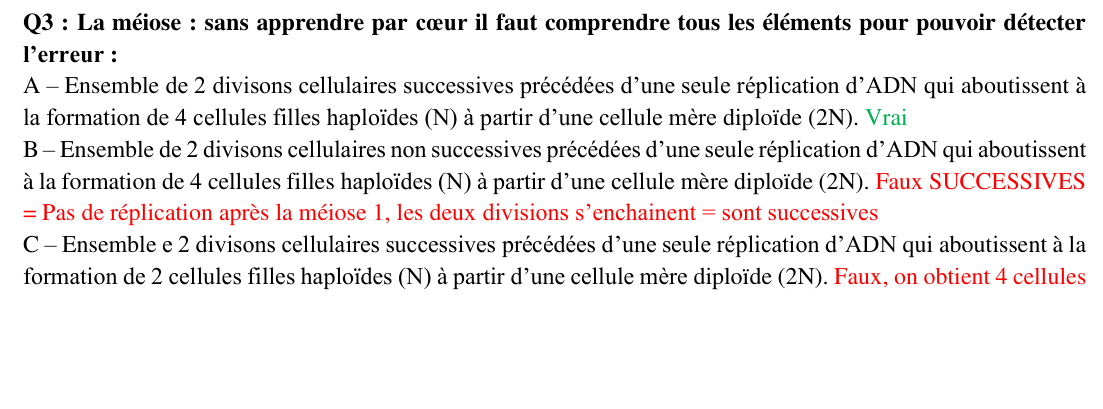 Q3 : La méiose : sans apprendre par cœur il faut comprendre tous les éléments pour pouvoir détecter
l’erreur :
A – Ensemble de 2 divisons cellulaires successives précédées d’une seule réplication d’ADN qui aboutissent à
la formation de 4 cellules filles haploïdes (N) à partir d’une cellule mère diploïde (2N). Vrai
B – Ensemble de 2 divisons cellulaires non successives précédées d’une seule réplication d’ADN qui aboutissent
à la formation de 4 cellules filles haploïdes (N) à partir d’une cellule mère diploïde (2N). Faux SUCCESSIVES
= Pas de réplication après la méiose 1, les deux divisions s’enchainent = sont successives
C – Ensemble e 2 divisons cellulaires successives précédées d’une seule réplication d’ADN qui aboutissent à la
formation de 2 cellules filles haploïdes (N) à partir d’une cellule mère diploïde (2N). Faux, on obtient 4 cellules